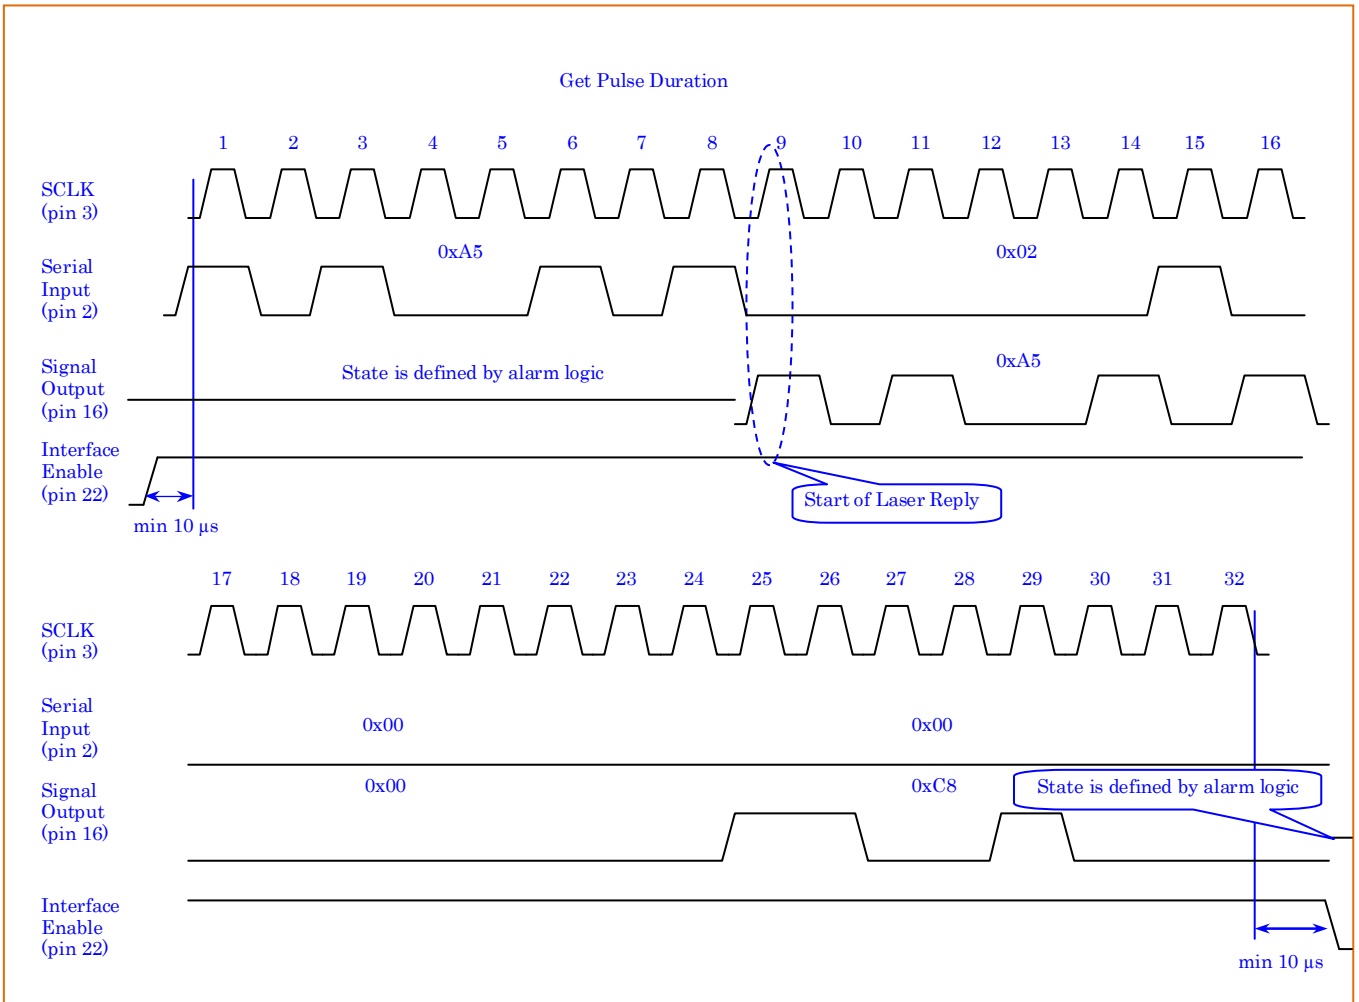 Get Pulse Duration
1 2 3 4 5 6 7 8 9 10 11 12 13 14 15 16
SCLK
(pin 3)
0xA5 0x02
Serial
Input
(pin 2)
Signal
Output
(pin 16)
State is defined by alarm logic
0xA5
Interface
Enable
(pin 22)
Start of Laser Reply
min 10 µs
17 18 19 20 21 22 23 24 25 26 27 28 29 30 31 32
SCLK
(pin 3)
Serial
Input
(pin 2)
0x00 0x00
Signal
Output
(pin 16)
0x00 0xC8
State is defined by alarm logic
Interface
Enable
(pin 22)
min 10 µs